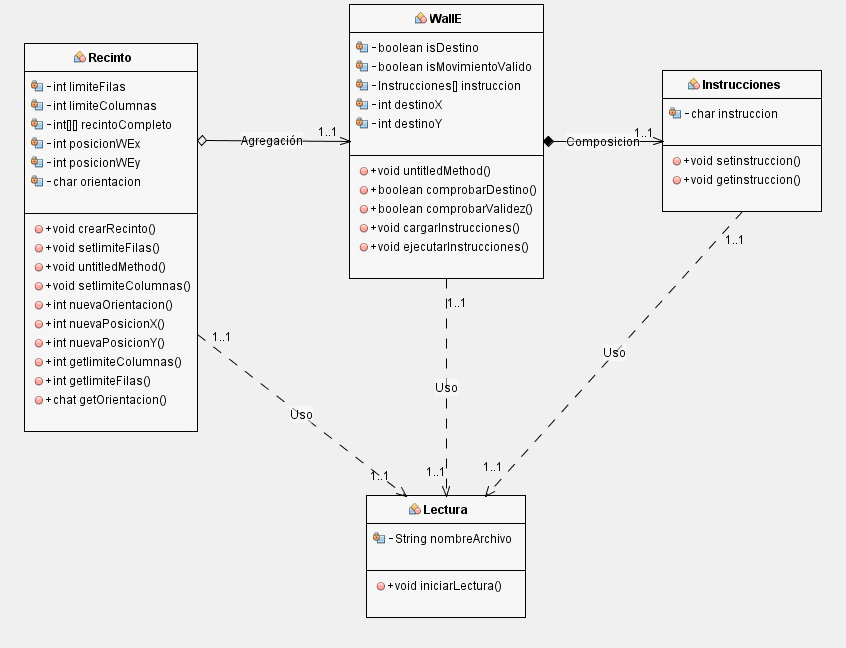 Recinto
-int limiteFilas
-int limiteColumnas
-int[][] recintoCompleto
-int posicionWEx
-int posicionWEy
-char orientacion
+void crearRecinto()
+void setlimiteFilas()
+void untitledMethod()
+void setlimiteColumnas()
+int nuevaOrientacion()
+int nuevaPosicionX()
+int nuevaPosicionY()
+int getlimiteColumnas()
+int getlimiteFilas()
+chat getOrientacion()
Agregación
1..1
WallE
-boolean isDestino
-boolean isMovimientoValido
-Instrucciones[] instruccion
-int destinoX
-int destinoY
+void untitledMethod()
+boolean comprobarDestino()
+boolean comprobarValidez()
+void cargarInstrucciones()
+void ejecutarInstrucciones()
Composicion
1..1
Instrucciones
-char instruccion
+void setinstruccion()
+void getinstruccion()
1..1
Uso
1..1
1..1
Uso
1..1
1..1
Uso
1..1
Lectura
-String nombreArchivo
+void iniciarLectura()